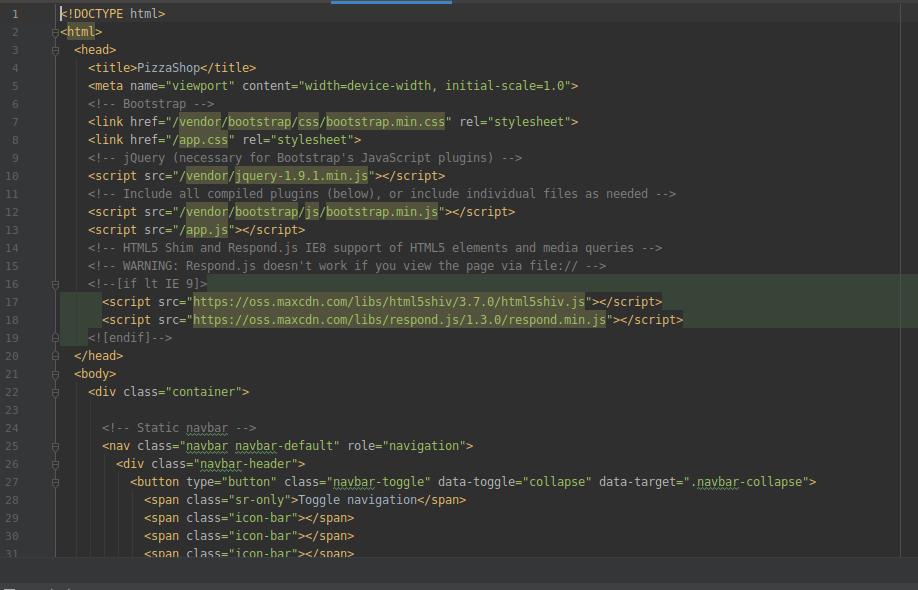 1 <!DOCTYPE html>
2 <html>
3 <head>
4 <title>PizzaShop</title>
5 <meta name="viewport" content="width=device-width, initial-scale=1.0">
6 <!-- Bootstrap -->
7 <link href="/vendor/bootstrap/css/bootstrap.min.css" rel="stylesheet">
8 <link href="/app.css" rel="stylesheet">
9 <!-- jQuery (necessary for Bootstrap's JavaScript plugins) -->
10 <script src="/vendor/jquery-1.9.1.min.js"></script>
11 <!-- Include all compiled plugins (below), or include individual files as needed -->
12 <script src="/vendor/bootstrap/js/bootstrap.min.js"></script>
13 <script src="/app.js"></script>
14 <!-- HTML5 Shim and Respond.js IE8 support of HTML5 elements and media queries -->
15 <!-- WARNING: Respond.js doesn't work if you view the page via file:// -->
16 <!--[if lt IE 9]>
17 <script src="https://oss.maxcdn.com/libs/html5shiv/3.7.0/html5shiv.js"></script>
18 <script src="https://oss.maxcdn.com/libs/respond.js/1.3.0/respond.min.js"></script>
19 <![endif]-->
20 </head>
21 <body>
22 <div class="container">
23
24 <!-- Static navbar -->
25 <nav class="navbar navbar-default" role="navigation">
26 <div class="navbar-header">
27 <button type="button" class="navbar-toggle" data-toggle="collapse" data-target=".navbar-collapse">
28 <span class="sr-only">Toggle navigation</span>
29 <span class="icon-bar"></span>
30 <span class="icon-bar"></span>
31 <span class="icon-bar"></span>